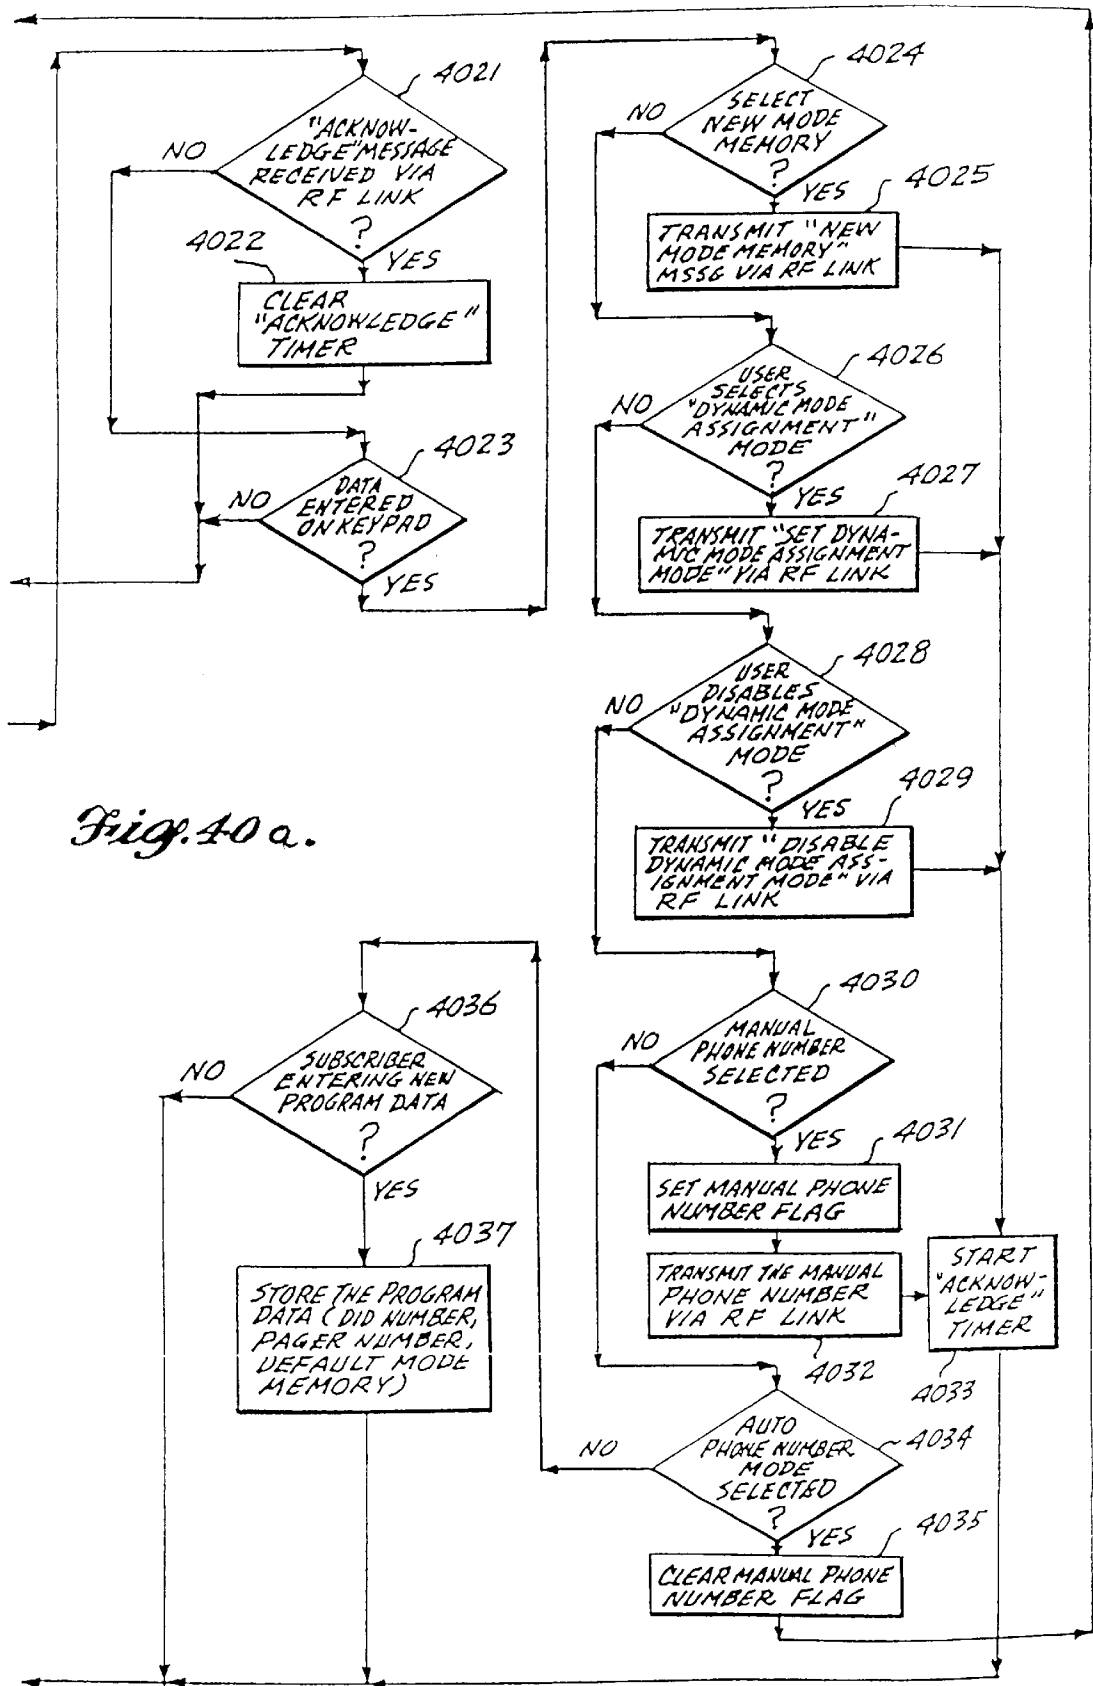 4021
"ACKNOW-
LEDGE" MESSAGE
RECEIVED VIA
RF LINK
?
NO
YES
4022
CLEAR
"ACKNOWLEDGE"
TIMER
4023
DATA
ENTERED
ON KEYPAD
?
NO
YES
4024
SELECT
NEW MODE
MEMORY
?
NO
YES
4025
TRANSMIT "NEW
MODE MEMORY"
MSSG VIA RF LINK
4026
USER
SELECTS
"DYNAMIC MODE
ASSIGNMENT"
MODE
?
NO
YES
4027
TRANSMIT "SET DYNA-
MIC MODE ASSIGNMENT
MODE" VIA RF LINK
4028
USER
DISABLES
"DYNAMIC MODE
ASSIGNMENT"
MODE
?
NO
YES
4029
TRANSMIT "DISABLE
DYNAMIC MODE ASS-
IGNMENT MODE" VIA
RF LINK
Fig. 40a.
4030
MANUAL
PHONE NUMBER
SELECTED
?
NO
YES
4031
SET MANUAL PHONE
NUMBER FLAG
TRANSMIT THE MANUAL
PHONE NUMBER
VIA RF LINK
4032
START
"ACKNOW-
LEDGE"
TIMER
4033
AUTO
PHONE NUMBER
MODE
SELECTED
?
4034
NO
YES
4035
CLEAR MANUAL PHONE
NUMBER FLAG
4036
SUBSCRIBER
ENTERING NEW
PROGRAM DATA
?
NO
YES
4037
STORE THE PROGRAM
DATA (DID NUMBER,
PAGER NUMBER,
DEFAULT MODE
MEMORY)